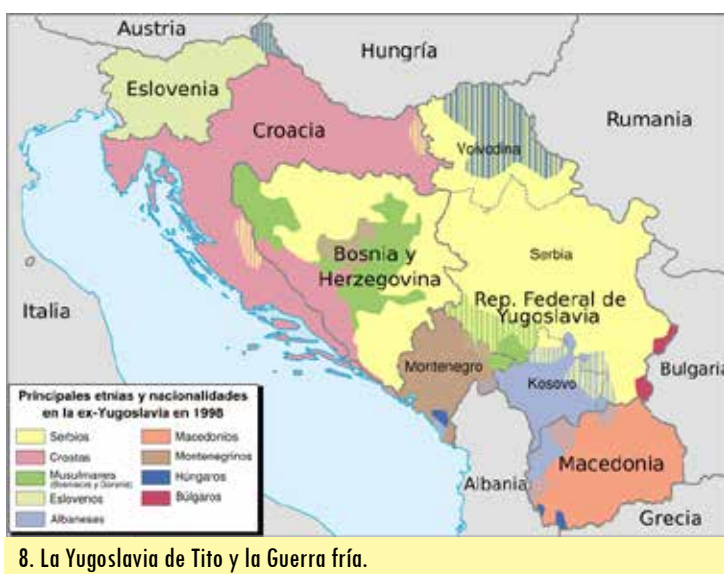 Austria
Hungría
Eslovenia
Rumania
Croacia
Voivodina
Bosnia y
Herzegovina
Serbia
Rep. Federal de
Yugoslavia
Italia
Montenegro
Kosovo
Bulgaria
Albania
Macedonia
Grecia
Principales etnias y nacionalidades
en la ex-Yugoslavia en 1998
Serbios
Croatas
Musulmanes
Eslovenos
Albaneses
Macedonios
Montenegrinos
Húngaros
Búlgaros
8. La Yugoslavia de Tito y la Guerra fría.